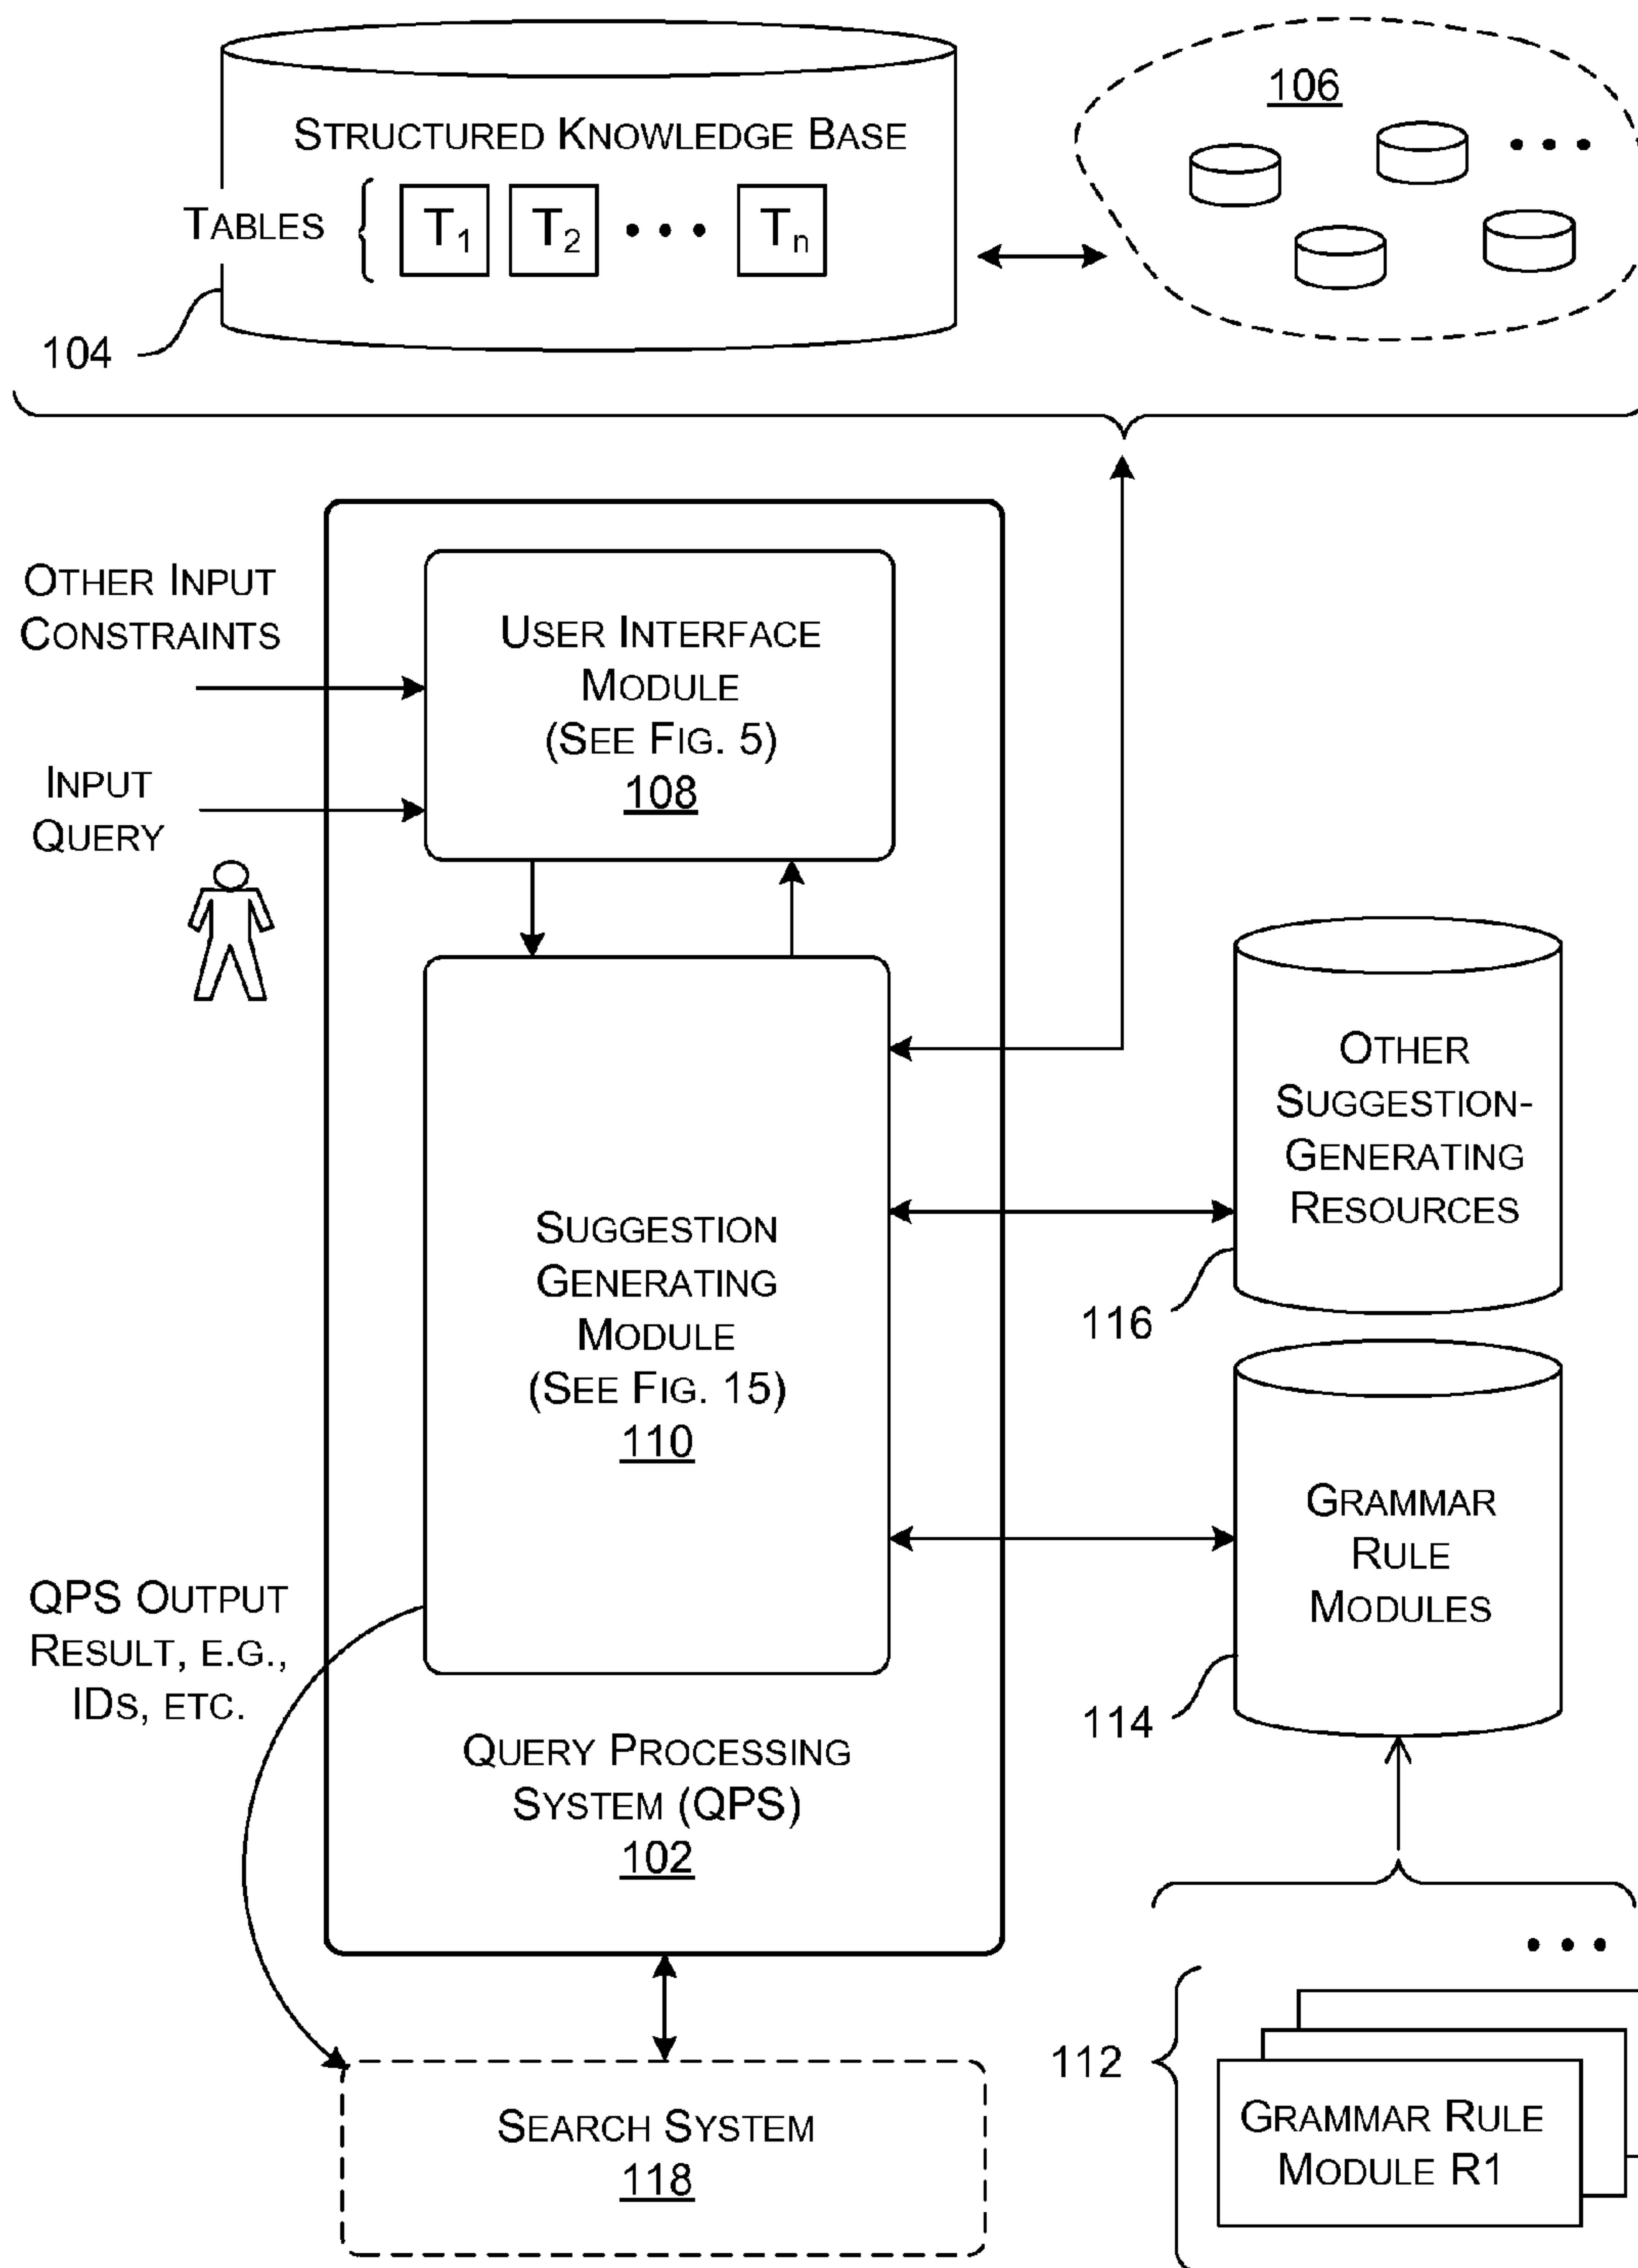 STRUCTURED KNOWLEDGE BASE
TABLES
T1
T2
• • •
Tn
104
106
• • •
OTHER INPUT
CONSTRAINTS
INPUT
QUERY
USER INTERFACE
MODULE
(SEE FIG. 5)
108
SUGGESTION
GENERATING
MODULE
(SEE FIG. 15)
110
OTHER
SUGGESTION-
GENERATING
RESOURCES
116
GRAMMAR
RULE
MODULES
114
QPS OUTPUT
RESULT, E.G.,
IDS, ETC.
QUERY PROCESSING
SYSTEM (QPS)
102
• • •
112
GRAMMAR RULE
MODULE R1
SEARCH SYSTEM
118